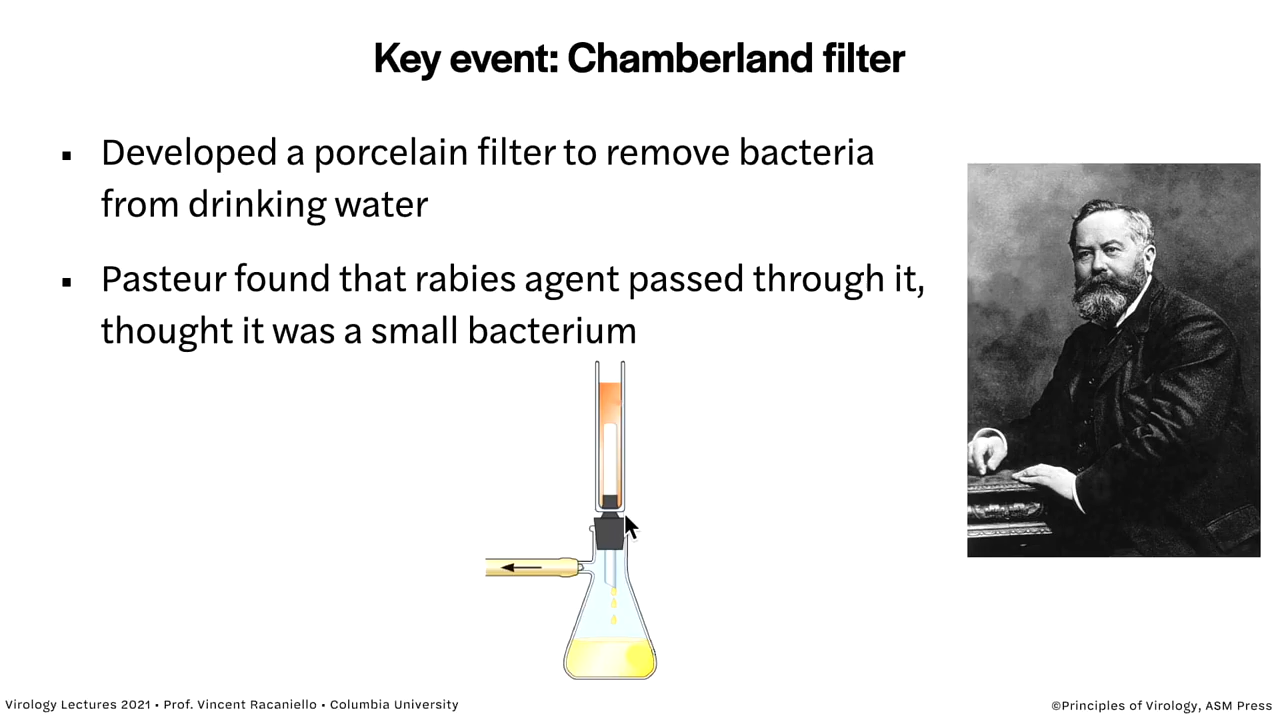 Key event: Chamberland filter
▪ Developed a porcelain filter to remove bacteria
from drinking water
▪ Pasteur found that rabies agent passed through it,
thought it was a small bacterium
Virology Lectures 2021 • Prof. Vincent Racaniello • Columbia University
©Principles of Virology, ASM Press